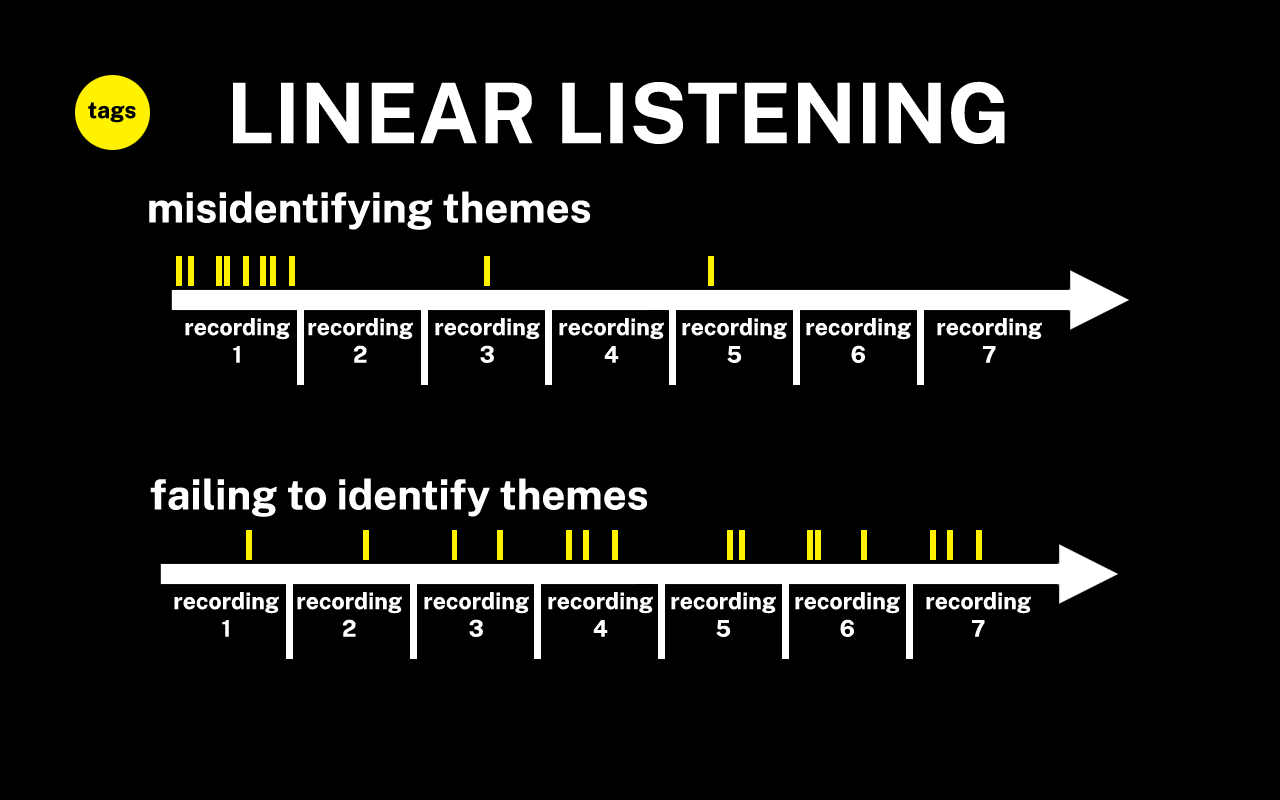 tags
LINEAR LISTENING
misidentifying themes
recording recording recording recording recording recording recording
1 2 3 4 5 6 7
failing to identify themes
recording recording recording recording recording recording recording
1 2 3 4 5 6 7